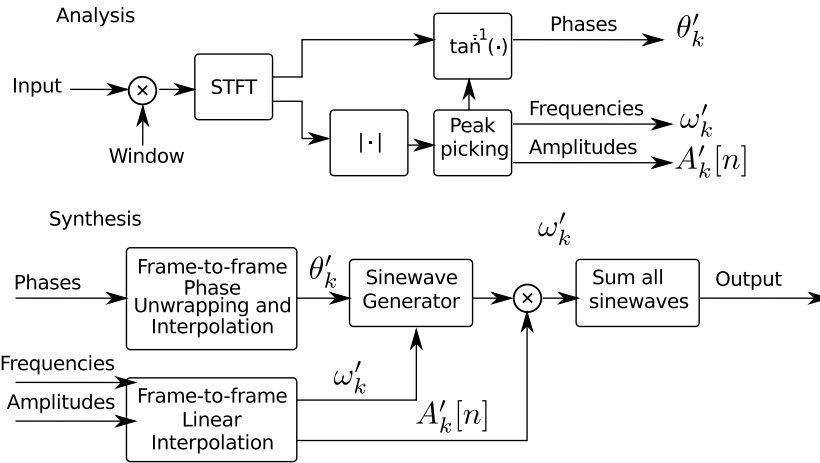 Analysis
Input
×
Window
STFT
|·|
tan⁻¹(·)
Peak
picking
Phases
θ′ₖ
Frequencies
ω′ₖ
Amplitudes
A′ₖ[n]
Synthesis
Phases
Frame-to-frame
Phase
Unwrapping and
Interpolation
θ′ₖ
Sinewave
Generator
×
ω′ₖ
Sum all
sinewaves
Output
Frequencies
Amplitudes
Frame-to-frame
Linear
Interpolation
ω′ₖ
A′ₖ[n]